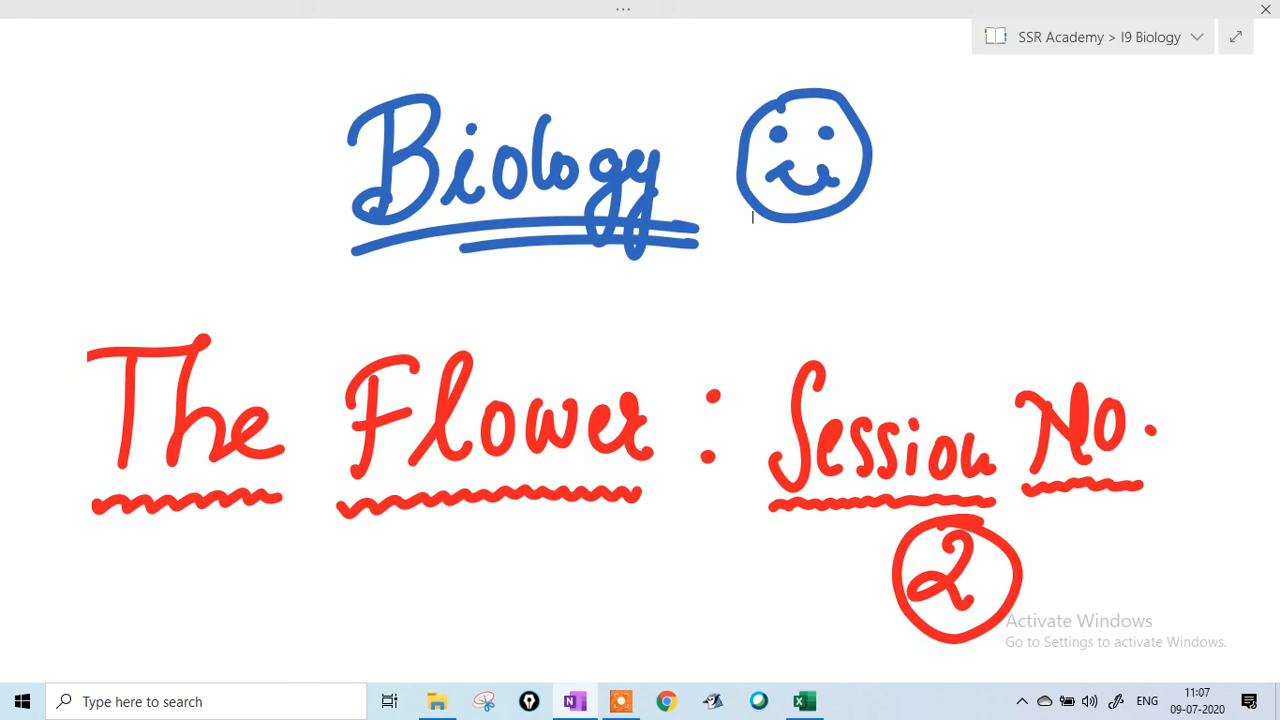 SSR Academy > I9 Biology
Biology
The Flower : Session No.
2
Activate Windows
Go to Settings to activate Windows.
Type here to search
ENG
11:07
09-07-2020